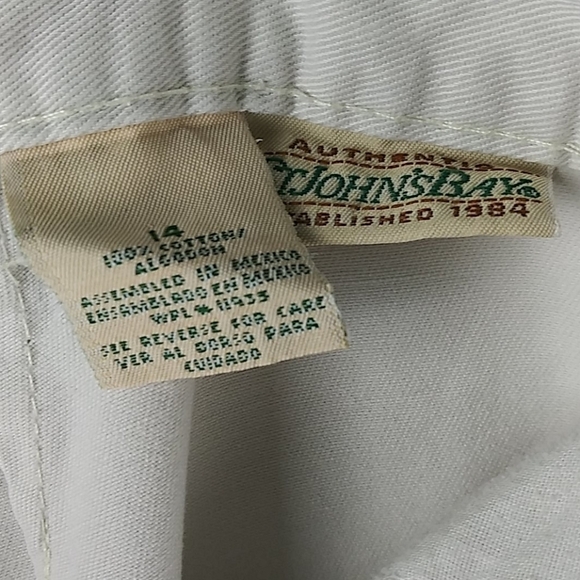 14
100% COTTON/
ALGODON
ASSEMBLED IN MEXICO
ENSAMBLADO EN MEXICO
WPL % 11933
SEE REVERSE FOR CARE
VER AL DORSO PARA
CUIDADO
AUTHENTIC
ST JOHN'S BAY®
ESTABLISHED 1984